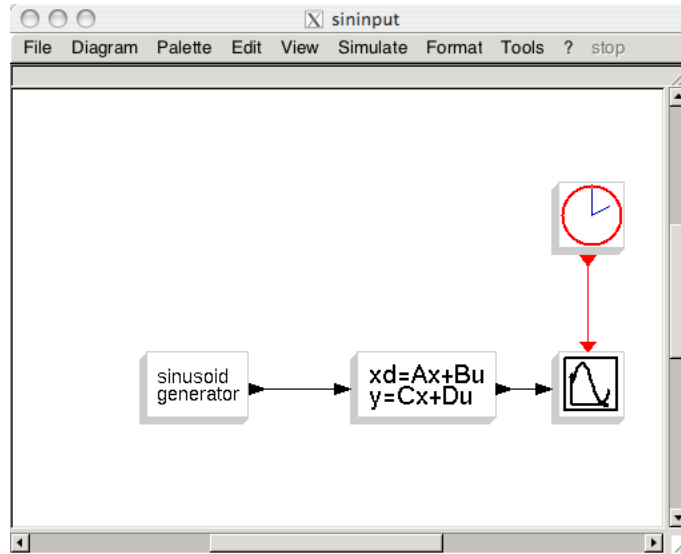 sininput
File Diagram Palette Edit View Simulate Format Tools ? stop
sinusoid
generator
xd=Ax+Bu
y=Cx+Du